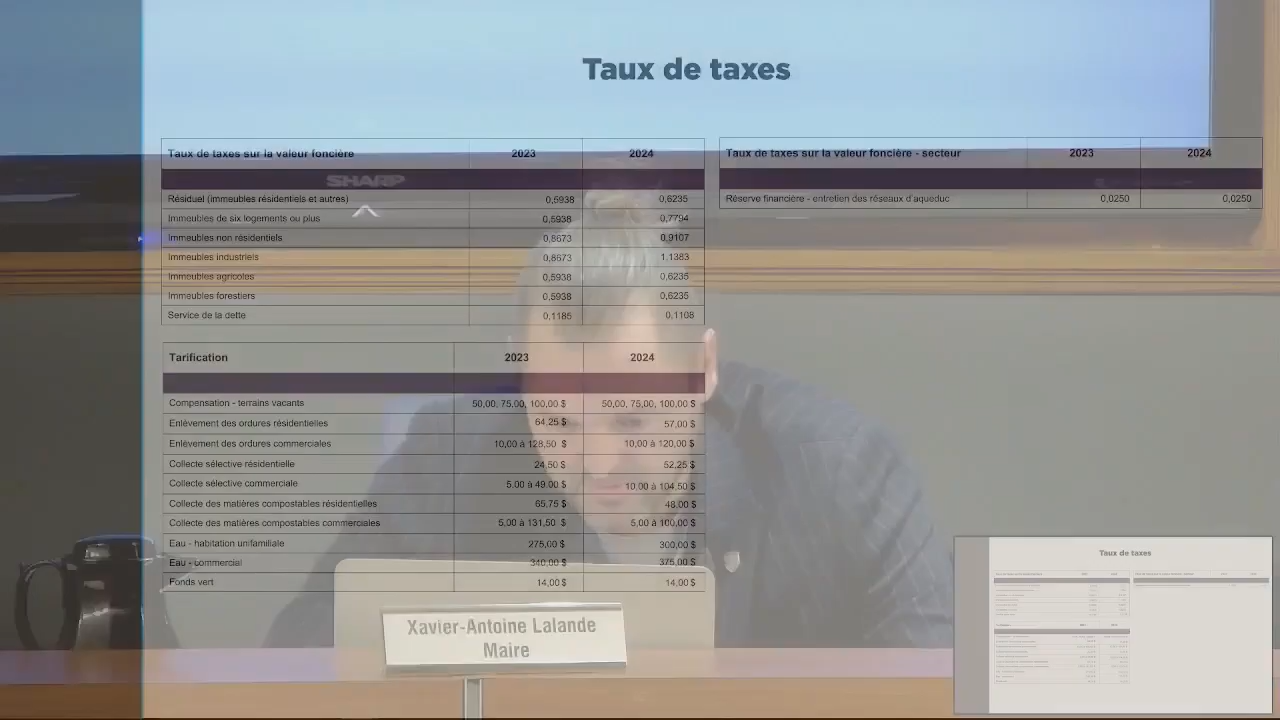 Taux de taxes
Taux de taxes sur la valeur foncière 2023 2024
SHARP
Résiduel (immeubles résidentiels et autres) 0,5938 0,6235
Immeubles de six logements ou plus 0,5938 0,7794
Immeubles non résidentiels 0,8673 0,9107
Immeubles industriels 0,8673 1,1383
Immeubles agricoles 0,5938 0,6235
Immeubles forestiers 0,5938 0,6235
Service de la dette 0,1185 0,1108
Taux de taxes sur la valeur foncière - secteur 2023 2024
Réserve financière - entretien des réseaux d'aqueduc 0,0250 0,0250
Tarification 2023 2024
Compensation - terrains vacants 50,00, 75,00, 100,00 $ 50,00, 75,00, 100,00 $
Enlèvement des ordures résidentielles 64,25 $ 57,00 $
Enlèvement des ordures commerciales 10,00 à 128,50 $ 10,00 à 120,00 $
Collecte sélective résidentielle 24,50 $ 52,25 $
Collecte sélective commerciale 5,00 à 49,00 $ 10,00 à 104,50 $
Collecte des matières compostables résidentielles 65,75 $ 48,00 $
Collecte des matières compostables commerciales 5,00 à 131,50 $ 5,00 à 100,00 $
Eau - habitation unifamiliale 275,00 $ 300,00 $
Eau - commercial 340,00 $ 375,00 $
Fonds vert 14,00 $ 14,00 $
Xavier-Antoine Lalande
Maire
Taux de taxes